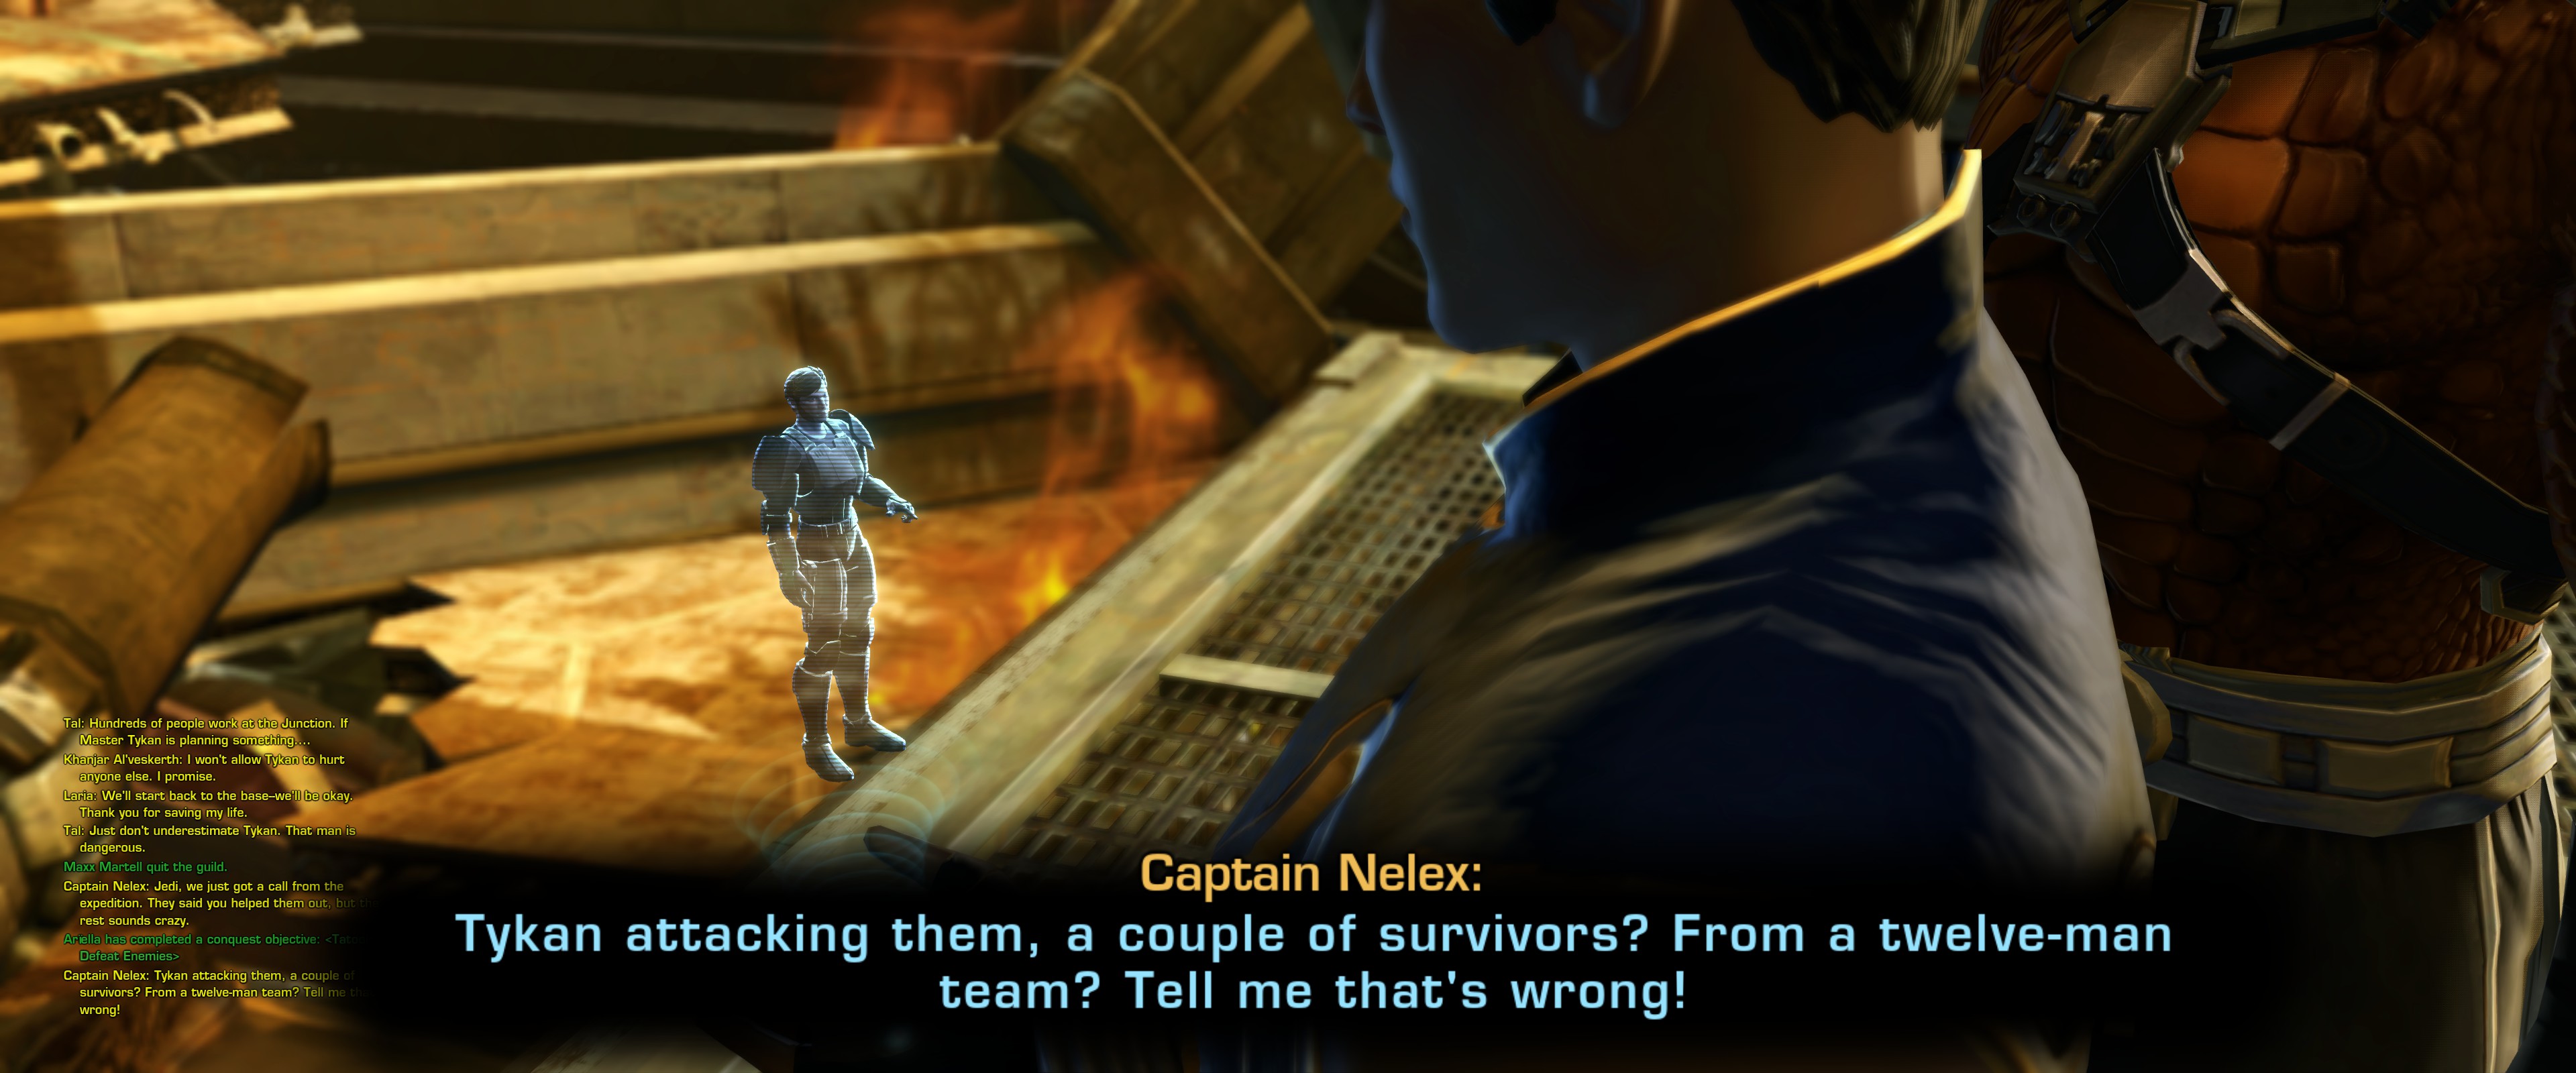 Tal: Hundreds of people work at the Junction. If
Master Tykan is planning something....
Khanjar Al'veskerth: I won't allow Tykan to hurt
anyone else. I promise.
Laria: We'll start back to the base–we'll be okay.
Thank you for saving my life.
Tal: Just don't underestimate Tykan. That man is
dangerous.
Maxx Martell quit the guild.
Captain Nelex: Jedi, we just got a call from the
expedition. They said you helped them out, but
rest sounds crazy.
Ariella has completed a conquest objective:
Defeat Enemies>
Captain Nelex: Tykan attacking them, a couple of
survivors? From a twelve-man team? Tell me
wrong!
Captain Nelex:
Tykan attacking them, a couple of survivors? From a twelve-man
team? Tell me that's wrong!